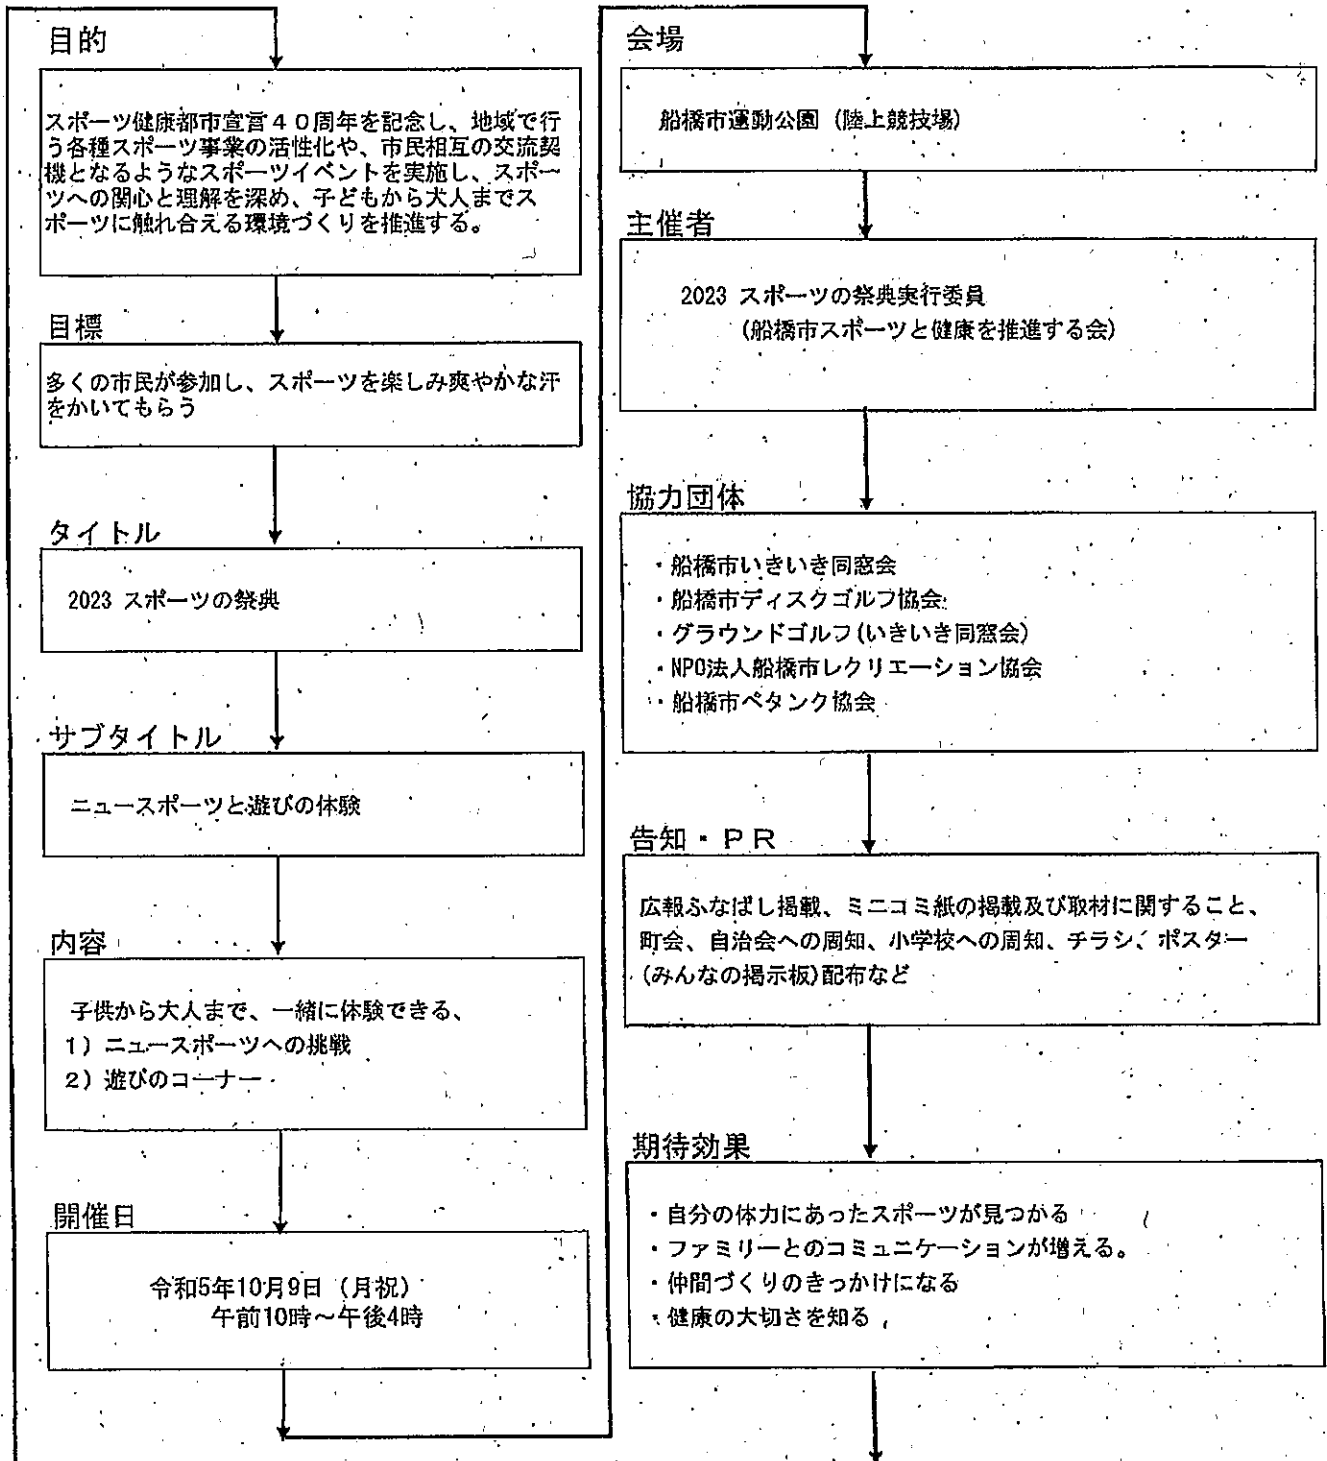 目的
スポーツ健康都市宣言40周年を記念し、地域で行
う各種スポーツ事業の活性化や、市民相互の交流契
機となるようなスポーツイベントを実施し、スポー
ツへの関心と理解を深め、子どもから大人までス
ポーツに触れ合える環境づくりを推進する。
目標
多くの市民が参加し、スポーツを楽しみ爽やかな汗
をかいてもらう
タイトル
2023 スポーツの祭典
サブタイトル
ニュースポーツと遊びの体験
内容
子供から大人まで、一緒に体験できる、
1）ニュースポーツへの挑戦
2）遊びのコーナー
開催日
令和5年10月9日（月祝）
午前10時～午後4時
会場
船橋市運動公園（陸上競技場）
主催者
2023 スポーツの祭典実行委員
(船橋市スポーツと健康を推進する会)
協力団体
・船橋市いきいき同窓会
・船橋市ディスクゴルフ協会
・グラウンドゴルフ(いきいき同窓会)
・NPO法人船橋市レクリエーション協会
・船橋市ペタンク協会
告知・PR
広報ふなばし掲載、ミニコミ紙の掲載及び取材に関すること、
町会、自治会への周知、小学校への周知、チラシ、ポスター
(みんなの掲示板)配布など
期待効果
・自分の体力にあったスポーツが見つかる
・ファミリーとのコミュニケーションが増える。
・仲間づくりのきっかけになる
・健康の大切さを知る